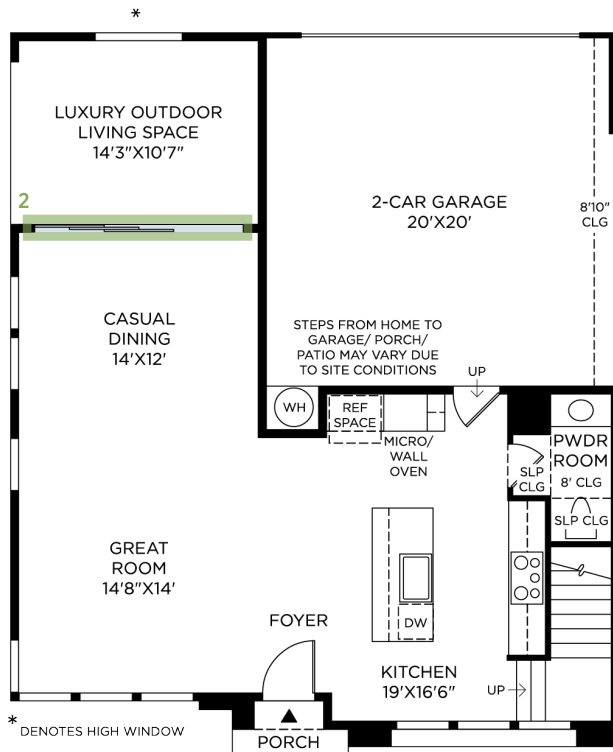 *
LUXURY OUTDOOR
LIVING SPACE
14'3"X10'7"
2-CAR GARAGE
20'X20'
8'10"
CLG
2
CASUAL
DINING
14'X12'
STEPS FROM HOME TO
GARAGE/ PORCH/
PATIO MAY VARY DUE
TO SITE CONDITIONS
UP
WH
REF
SPACE
MICRO/
WALL
OVEN
SLP
CLG
PWDR
ROOM
8' CLG
SLP CLG
GREAT
ROOM
14'8"X14'
FOYER
DW
KITCHEN
19'X16'6"
UP
* DENOTES HIGH WINDOW
PORCH